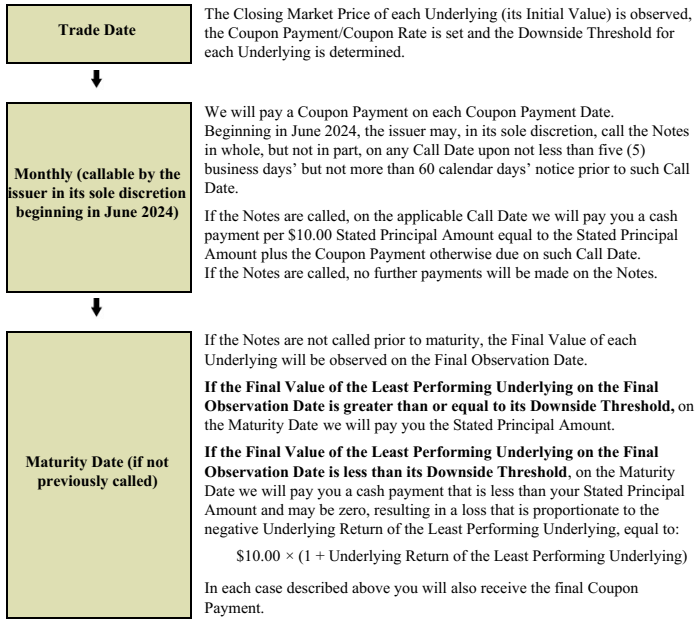 Trade Date
The Closing Market Price of each Underlying (its Initial Value) is observed,
the Coupon Payment/Coupon Rate is set and the Downside Threshold for
each Underlying is determined.
Monthly (callable by the
issuer in its sole discretion
beginning in June 2024)
We will pay a Coupon Payment on each Coupon Payment Date.
Beginning in June 2024, the issuer may, in its sole discretion, call the Notes
in whole, but not in part, on any Call Date upon not less than five (5)
business days’ but not more than 60 calendar days’ notice prior to such Call
Date.
If the Notes are called, on the applicable Call Date we will pay you a cash
payment per $10.00 Stated Principal Amount equal to the Stated Principal
Amount plus the Coupon Payment otherwise due on such Call Date.
If the Notes are called, no further payments will be made on the Notes.
Maturity Date (if not
previously called)
If the Notes are not called prior to maturity, the Final Value of each
Underlying will be observed on the Final Observation Date.
If the Final Value of the Least Performing Underlying on the Final
Observation Date is greater than or equal to its Downside Threshold, on
the Maturity Date we will pay you the Stated Principal Amount.
If the Final Value of the Least Performing Underlying on the Final
Observation Date is less than its Downside Threshold, on the Maturity
Date we will pay you a cash payment that is less than your Stated Principal
Amount and may be zero, resulting in a loss that is proportionate to the
negative Underlying Return of the Least Performing Underlying, equal to:
$10.00 × (1 + Underlying Return of the Least Performing Underlying)
In each case described above you will also receive the final Coupon
Payment.